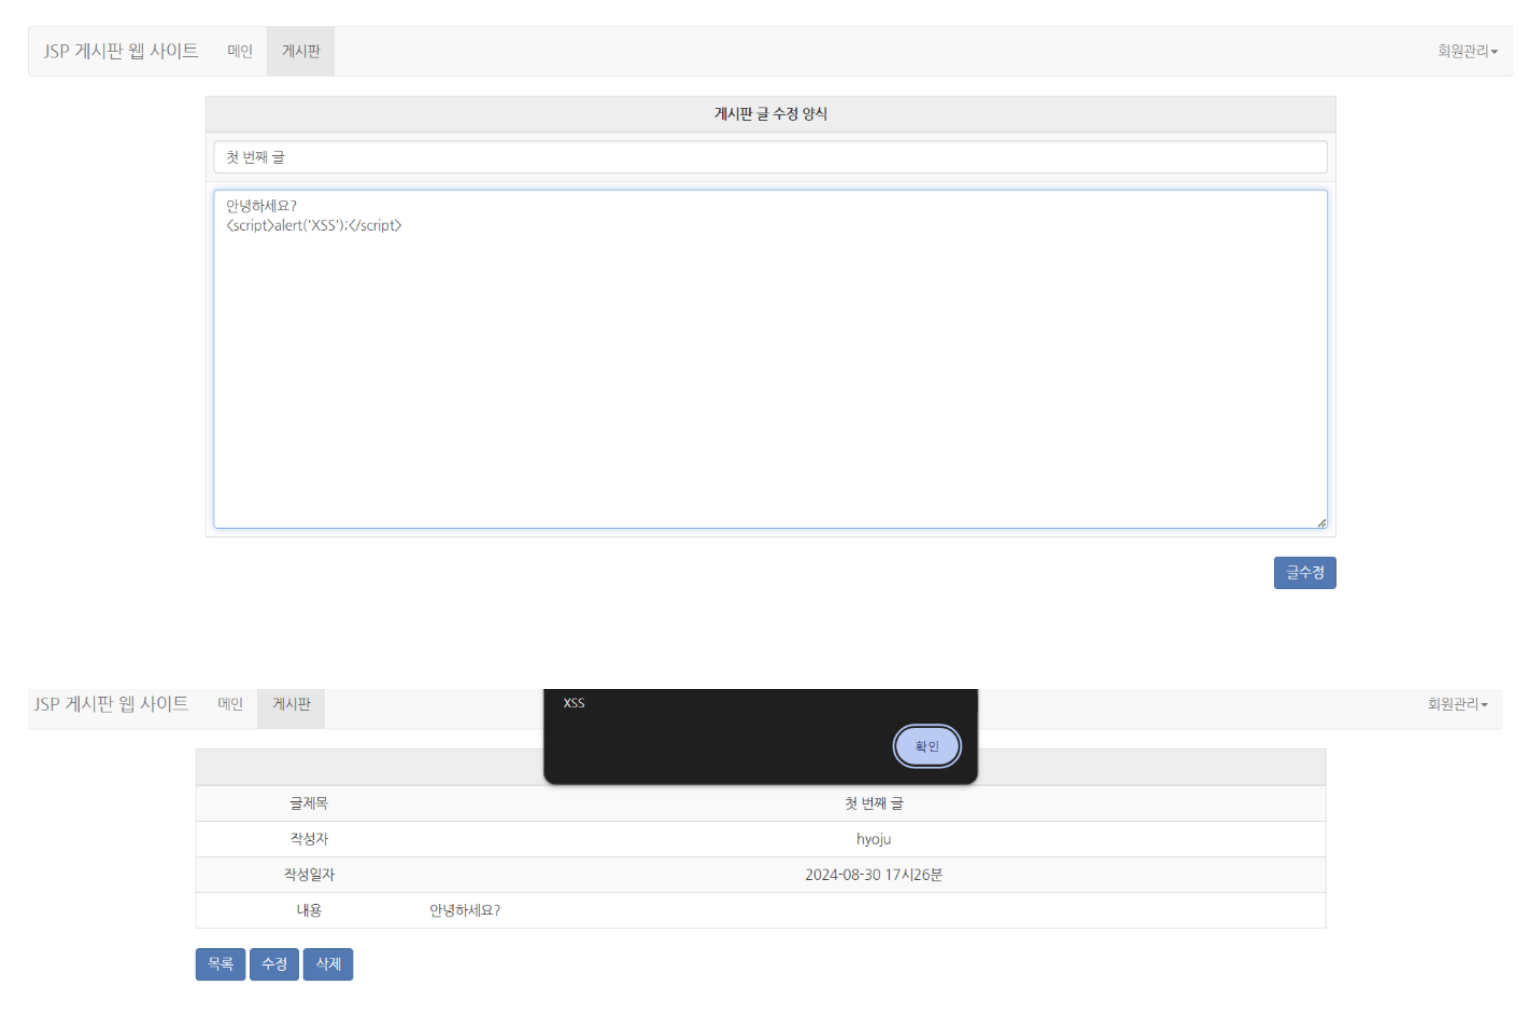 JSP 게시판 웹 사이트 메인 게시판 회원관리
게시판 글 수정 양식
첫 번째 글
안녕하세요?
<script>alert('XSS');</script>
글수정
JSP 게시판 웹 사이트 메인 게시판 XSS 회원관리
확인
글제목 첫 번째 글
작성자 hyoju
작성일자 2024-08-30 17시26분
내용 안녕하세요?
목록 수정 삭제